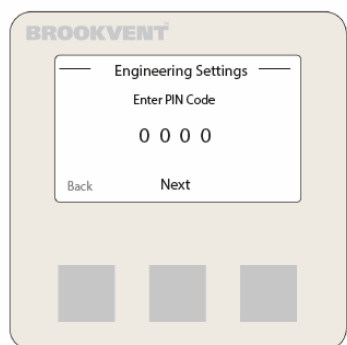 BROOKVENT
Engineering Settings
Enter PIN Code
0 0 0 0
Back Next